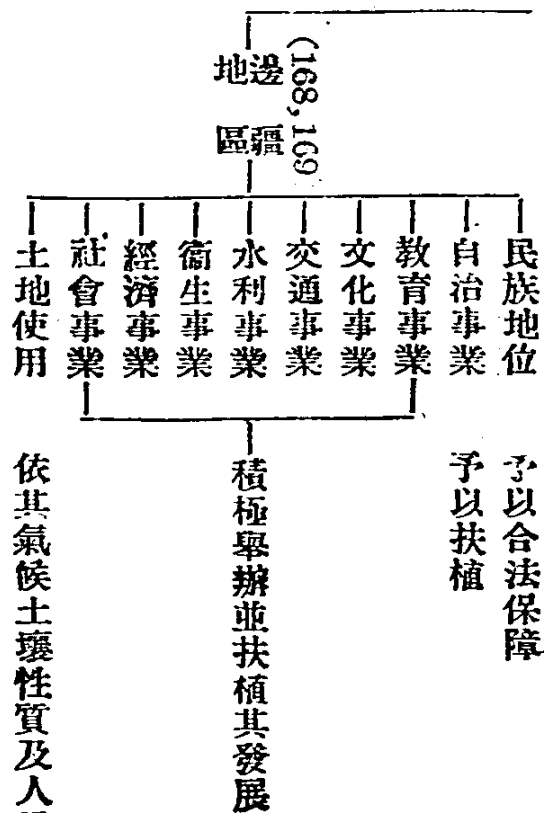 邊疆
地區
(168,169
民族地位
予以合法保障
自治事業
予以扶植
教育事業
文化事業
交通事業
水利事業
衞生事業
經濟事業
社會事業
積極舉辦並扶植其發展
土地使用
依其氣候土壤性質及人